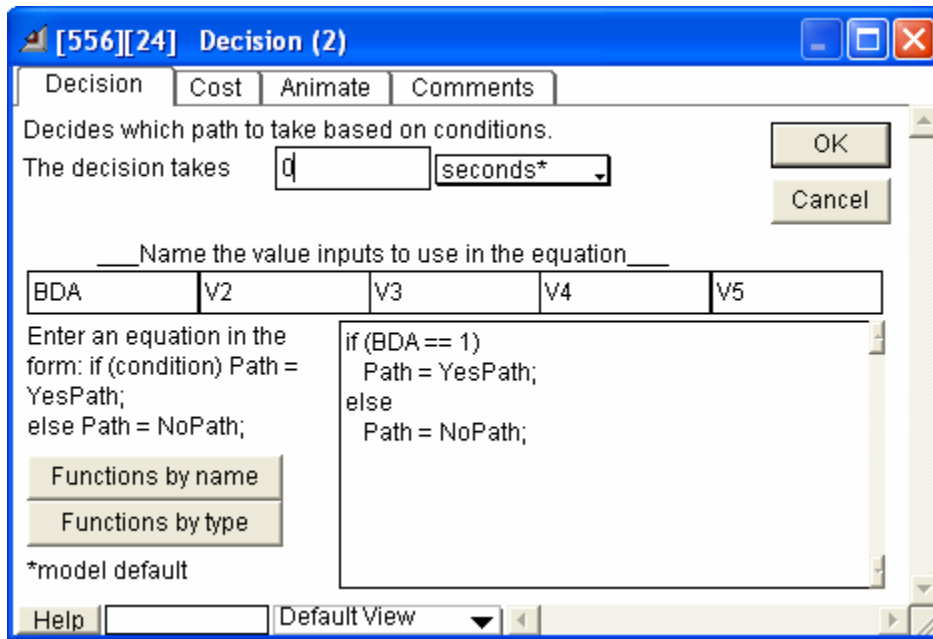 [556][24] Decision (2)
Decision Cost Animate Comments
Decides which path to take based on conditions.
OK
The decision takes 0 seconds*
Cancel
___Name the value inputs to use in the equation___
BDA V2 V3 V4 V5
Enter an equation in the
form: if (condition) Path =
YesPath;
else Path = NoPath;
if (BDA == 1)
Path = YesPath;
else
Path = NoPath;
Functions by name
Functions by type
*model default
Help Default View